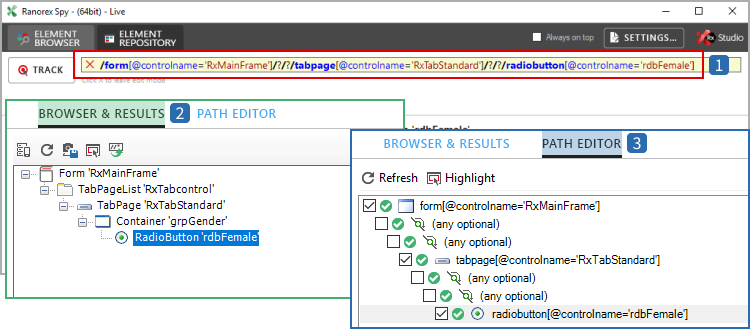 Ranorex Spy - (64bit) - Live
ELEMENT BROWSER
ELEMENT REPOSITORY
Always on top
SETTINGS...
Rx Studio
TRACK
/form[@controlname='RxMainFrame']/?/?/tabpage[@controlname='RxTabStandard']/?/?/radiobutton[@controlname='rdbFemale']
1
Click X to leave edit mode
'rdbFemale'
BROWSER & RESULTS
2
PATH EDITOR
Form 'RxMainFrame'
TabPageList 'RxTabcontrol'
TabPage 'RxTabStandard'
Container 'grpGender'
RadioButton 'rdbFemale'
BROWSER & RESULTS
PATH EDITOR
3
Refresh
Highlight
form[@controlname='RxMainFrame']
(any optional)
(any optional)
tabpage[@controlname='RxTabStandard']
(any optional)
(any optional)
radiobutton[@controlname='rdbFemale']